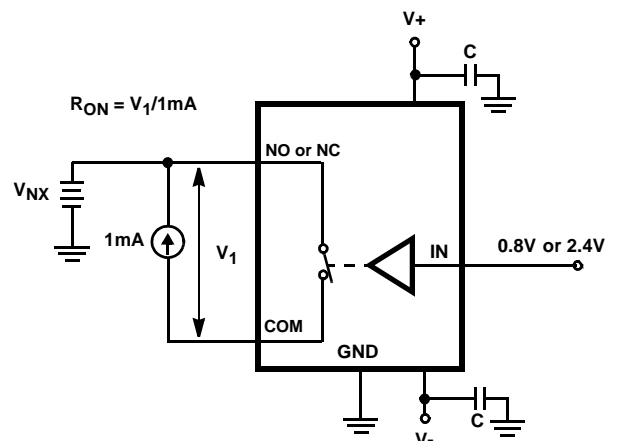 V+
C
RON = V1/1mA
NO or NC
VNX
1mA
V1
IN
0.8V or 2.4V
COM
GND
C
V-